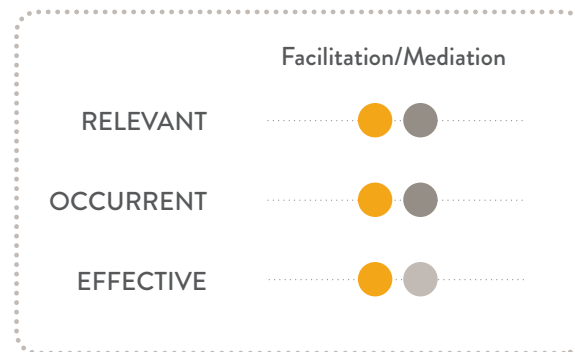 Facilitation/Mediation
RELEVANT
OCCURRENT
EFFECTIVE